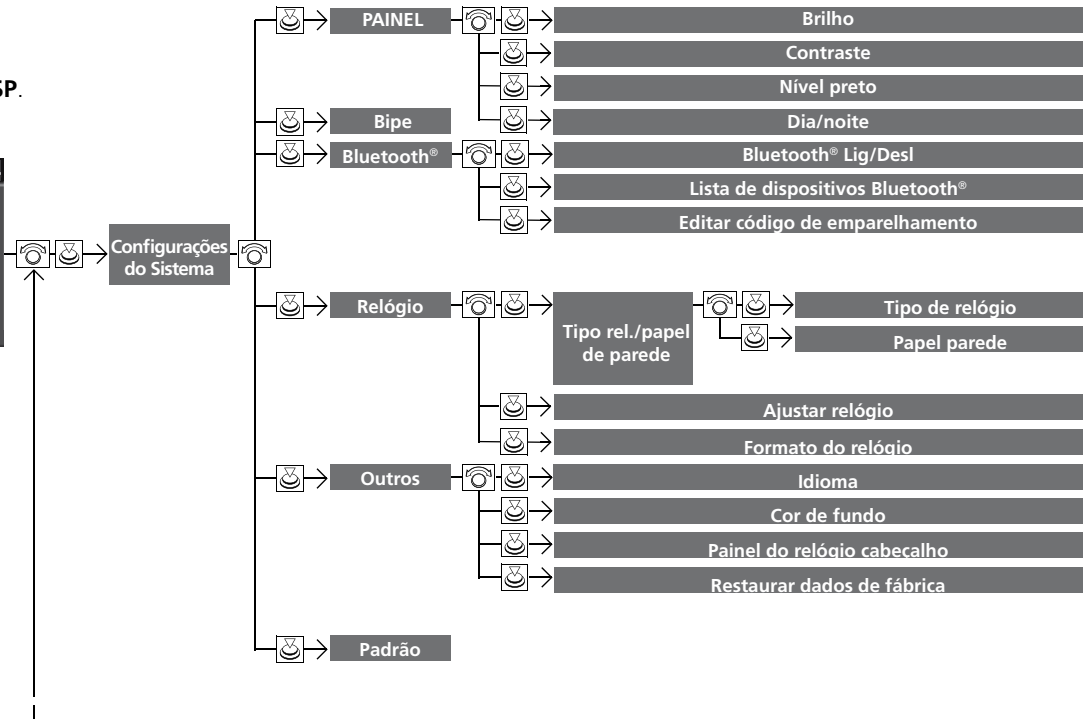 SP.
PAINEL
Brilho
Contraste
Nível preto
Dia/noite
Bipe
Bluetooth®
Bluetooth® Lig/Desl
Lista de dispositivos Bluetooth®
Editar código de emparelhamento
Configurações
do Sistema
Relógio
Tipo rel./papel
de parede
Tipo de relógio
Papel parede
Ajustar relógio
Formato do relógio
Outros
Idioma
Cor de fundo
Painel do relógio cabeçalho
Restaurar dados de fábrica
Padrão